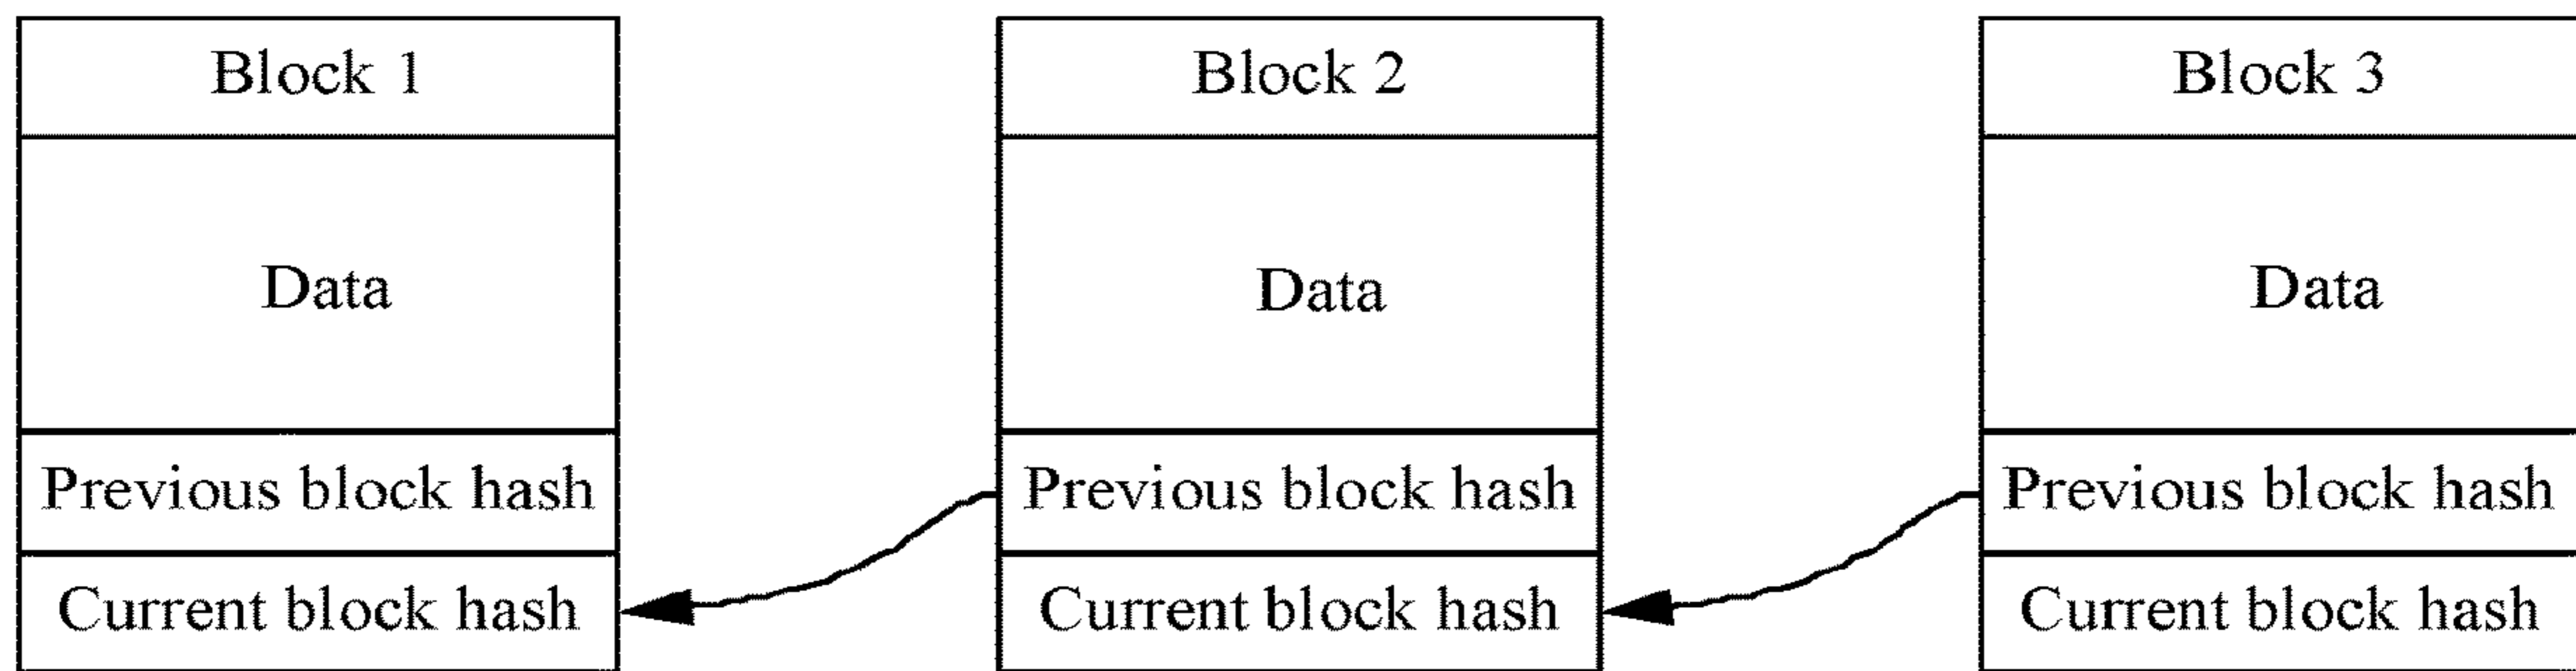 Block 1
Data
Previous block hash
Current block hash
Block 2
Data
Previous block hash
Current block hash
Block 3
Data
Previous block hash
Current block hash